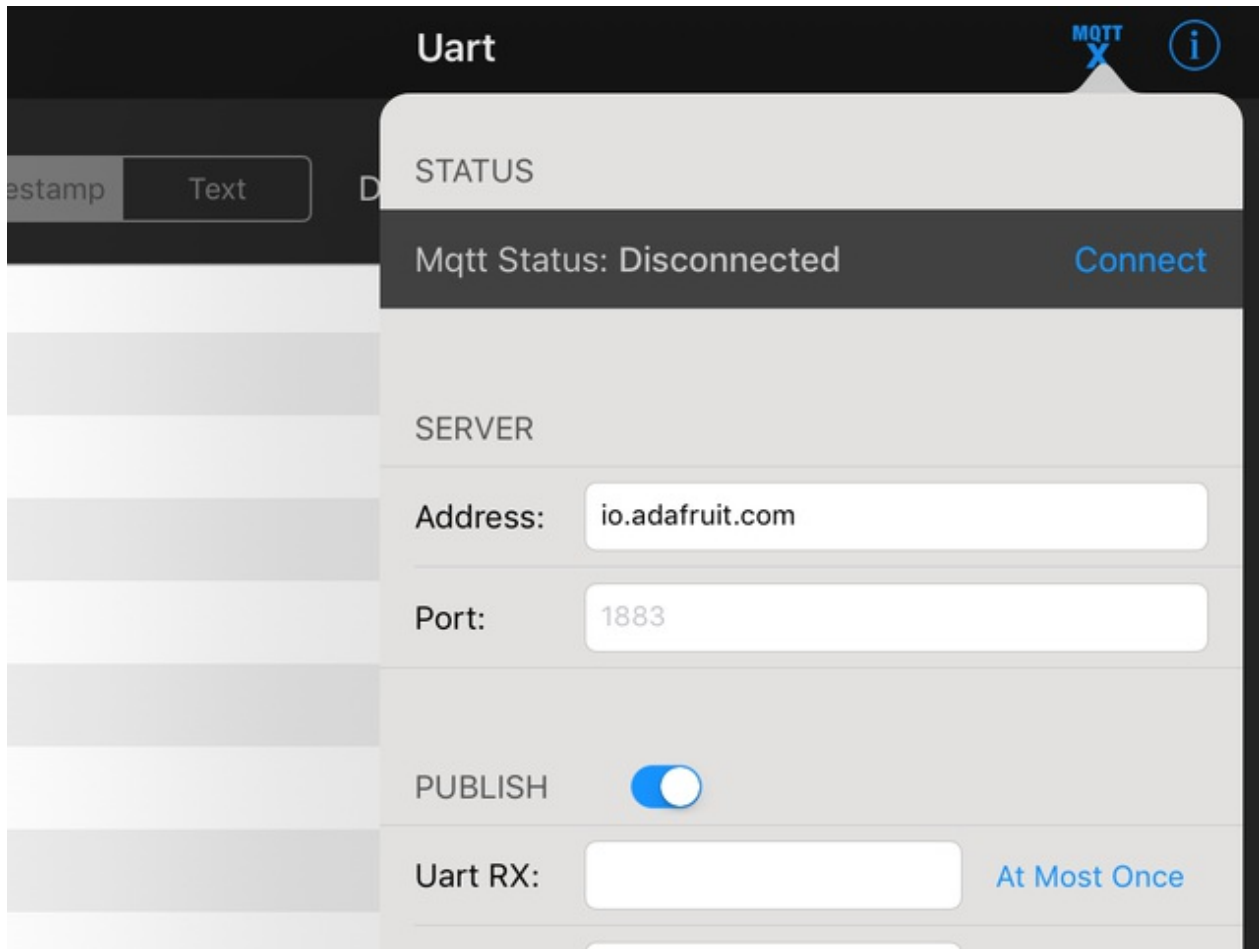 Uart
MQTT
X
i
estamp Text D
STATUS
Mqtt Status: Disconnected Connect
SERVER
Address: io.adafruit.com
Port: 1883
PUBLISH
Uart RX: At Most Once